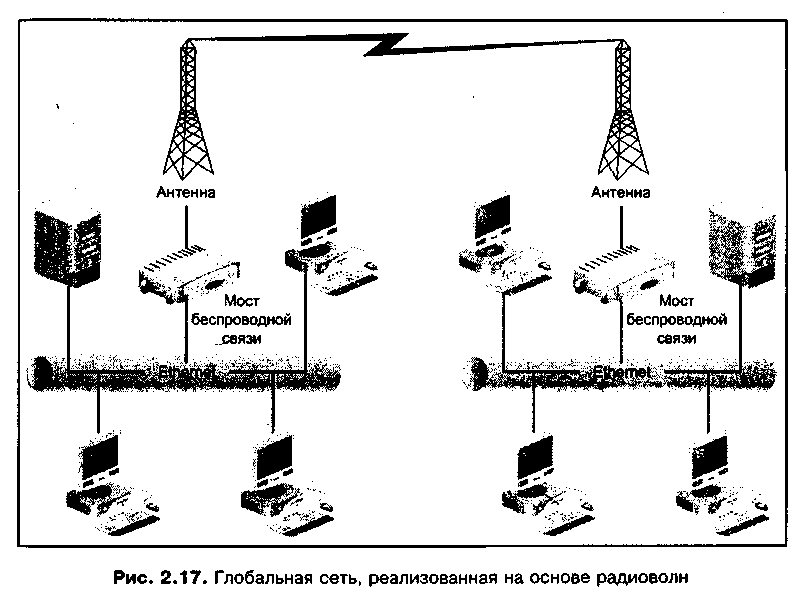 Антенна
Антенна
Мост
беспроводной
связи
Мост
беспроводной
связи
Ethernet
Ethernet
Рис. 2.17. Глобальная сеть, реализованная на основе радиоволн